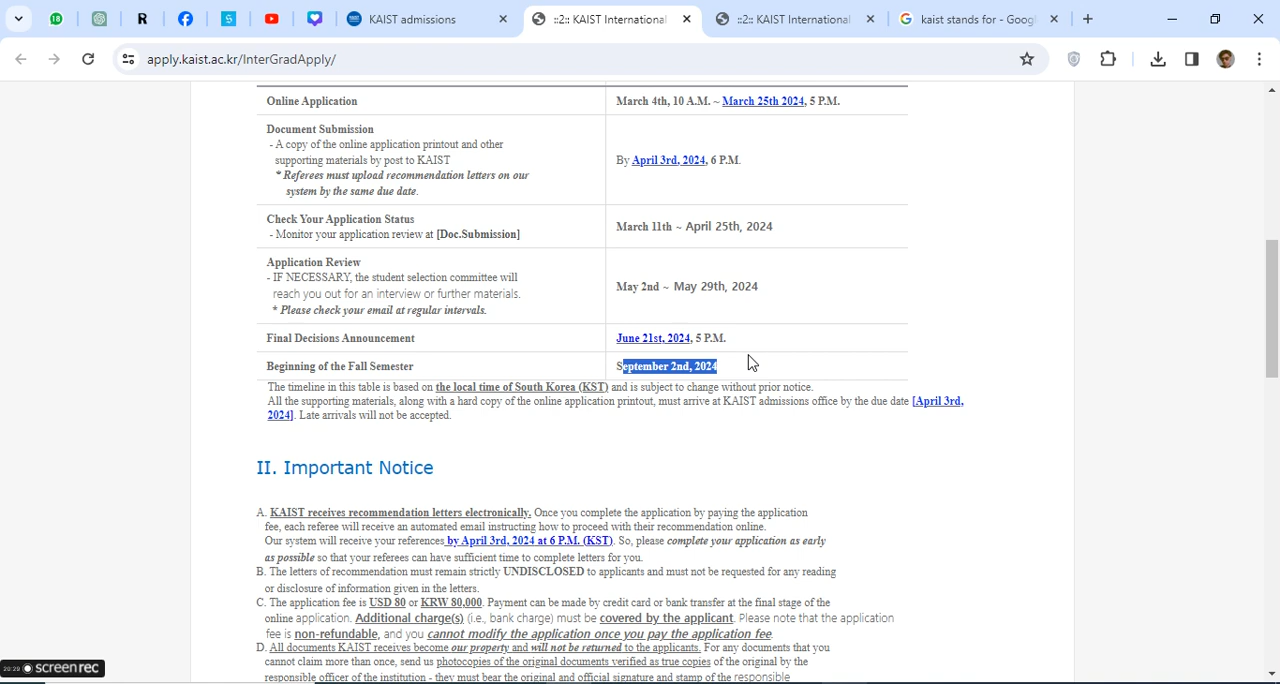 18
KAIST admissions
::2:: KAIST International
::2:: KAIST International
kaist stands for - Googl
apply.kaist.ac.kr/InterGradApply/
Online Application
March 4th, 10 A.M. ~ March 25th 2024, 5 P.M.
Document Submission
- A copy of the online application printout and other
supporting materials by post to KAIST
* Referees must upload recommendation letters on our
system by the same due date.
By April 3rd, 2024, 6 P.M.
Check Your Application Status
- Monitor your application review at [Doc.Submission]
March 11th ~ April 25th, 2024
Application Review
- IF NECESSARY, the student selection committee will
reach you out for an interview or further materials.
* Please check your email at regular intervals.
May 2nd ~ May 29th, 2024
Final Decisions Announcement
June 21st, 2024, 5 P.M.
Beginning of the Fall Semester
September 2nd, 2024
The timeline in this table is based on the local time of South Korea (KST) and is subject to change without prior notice.
All the supporting materials, along with a hard copy of the online application printout, must arrive at KAIST admissions office by the due date [April 3rd,
2024]. Late arrivals will not be accepted.
II. Important Notice
A. KAIST receives recommendation letters electronically. Once you complete the application by paying the application
fee, each referee will receive an automated email instructing how to proceed with their recommendation online.
Our system will receive your references by April 3rd, 2024 at 6 P.M. (KST). So, please complete your application as early
as possible so that your referees can have sufficient time to complete letters for you.
B. The letters of recommendation must remain strictly UNDISCLOSED to applicants and must not be requested for any reading
or disclosure of information given in the letters.
C. The application fee is USD 80 or KRW 80,000. Payment can be made by credit card or bank transfer at the final stage of the
online application. Additional charge(s) (i.e., bank charge) must be covered by the applicant. Please note that the application
fee is non-refundable, and you cannot modify the application once you pay the application fee.
D. All documents KAIST receives become our property and will not be returned to the applicants. For any documents that you
cannot claim more than once, send us photocopies of the original documents verified as true copies of the original by the
responsible officer of the institution - they must bear the original and official signature and stamp of the responsible
screenrec